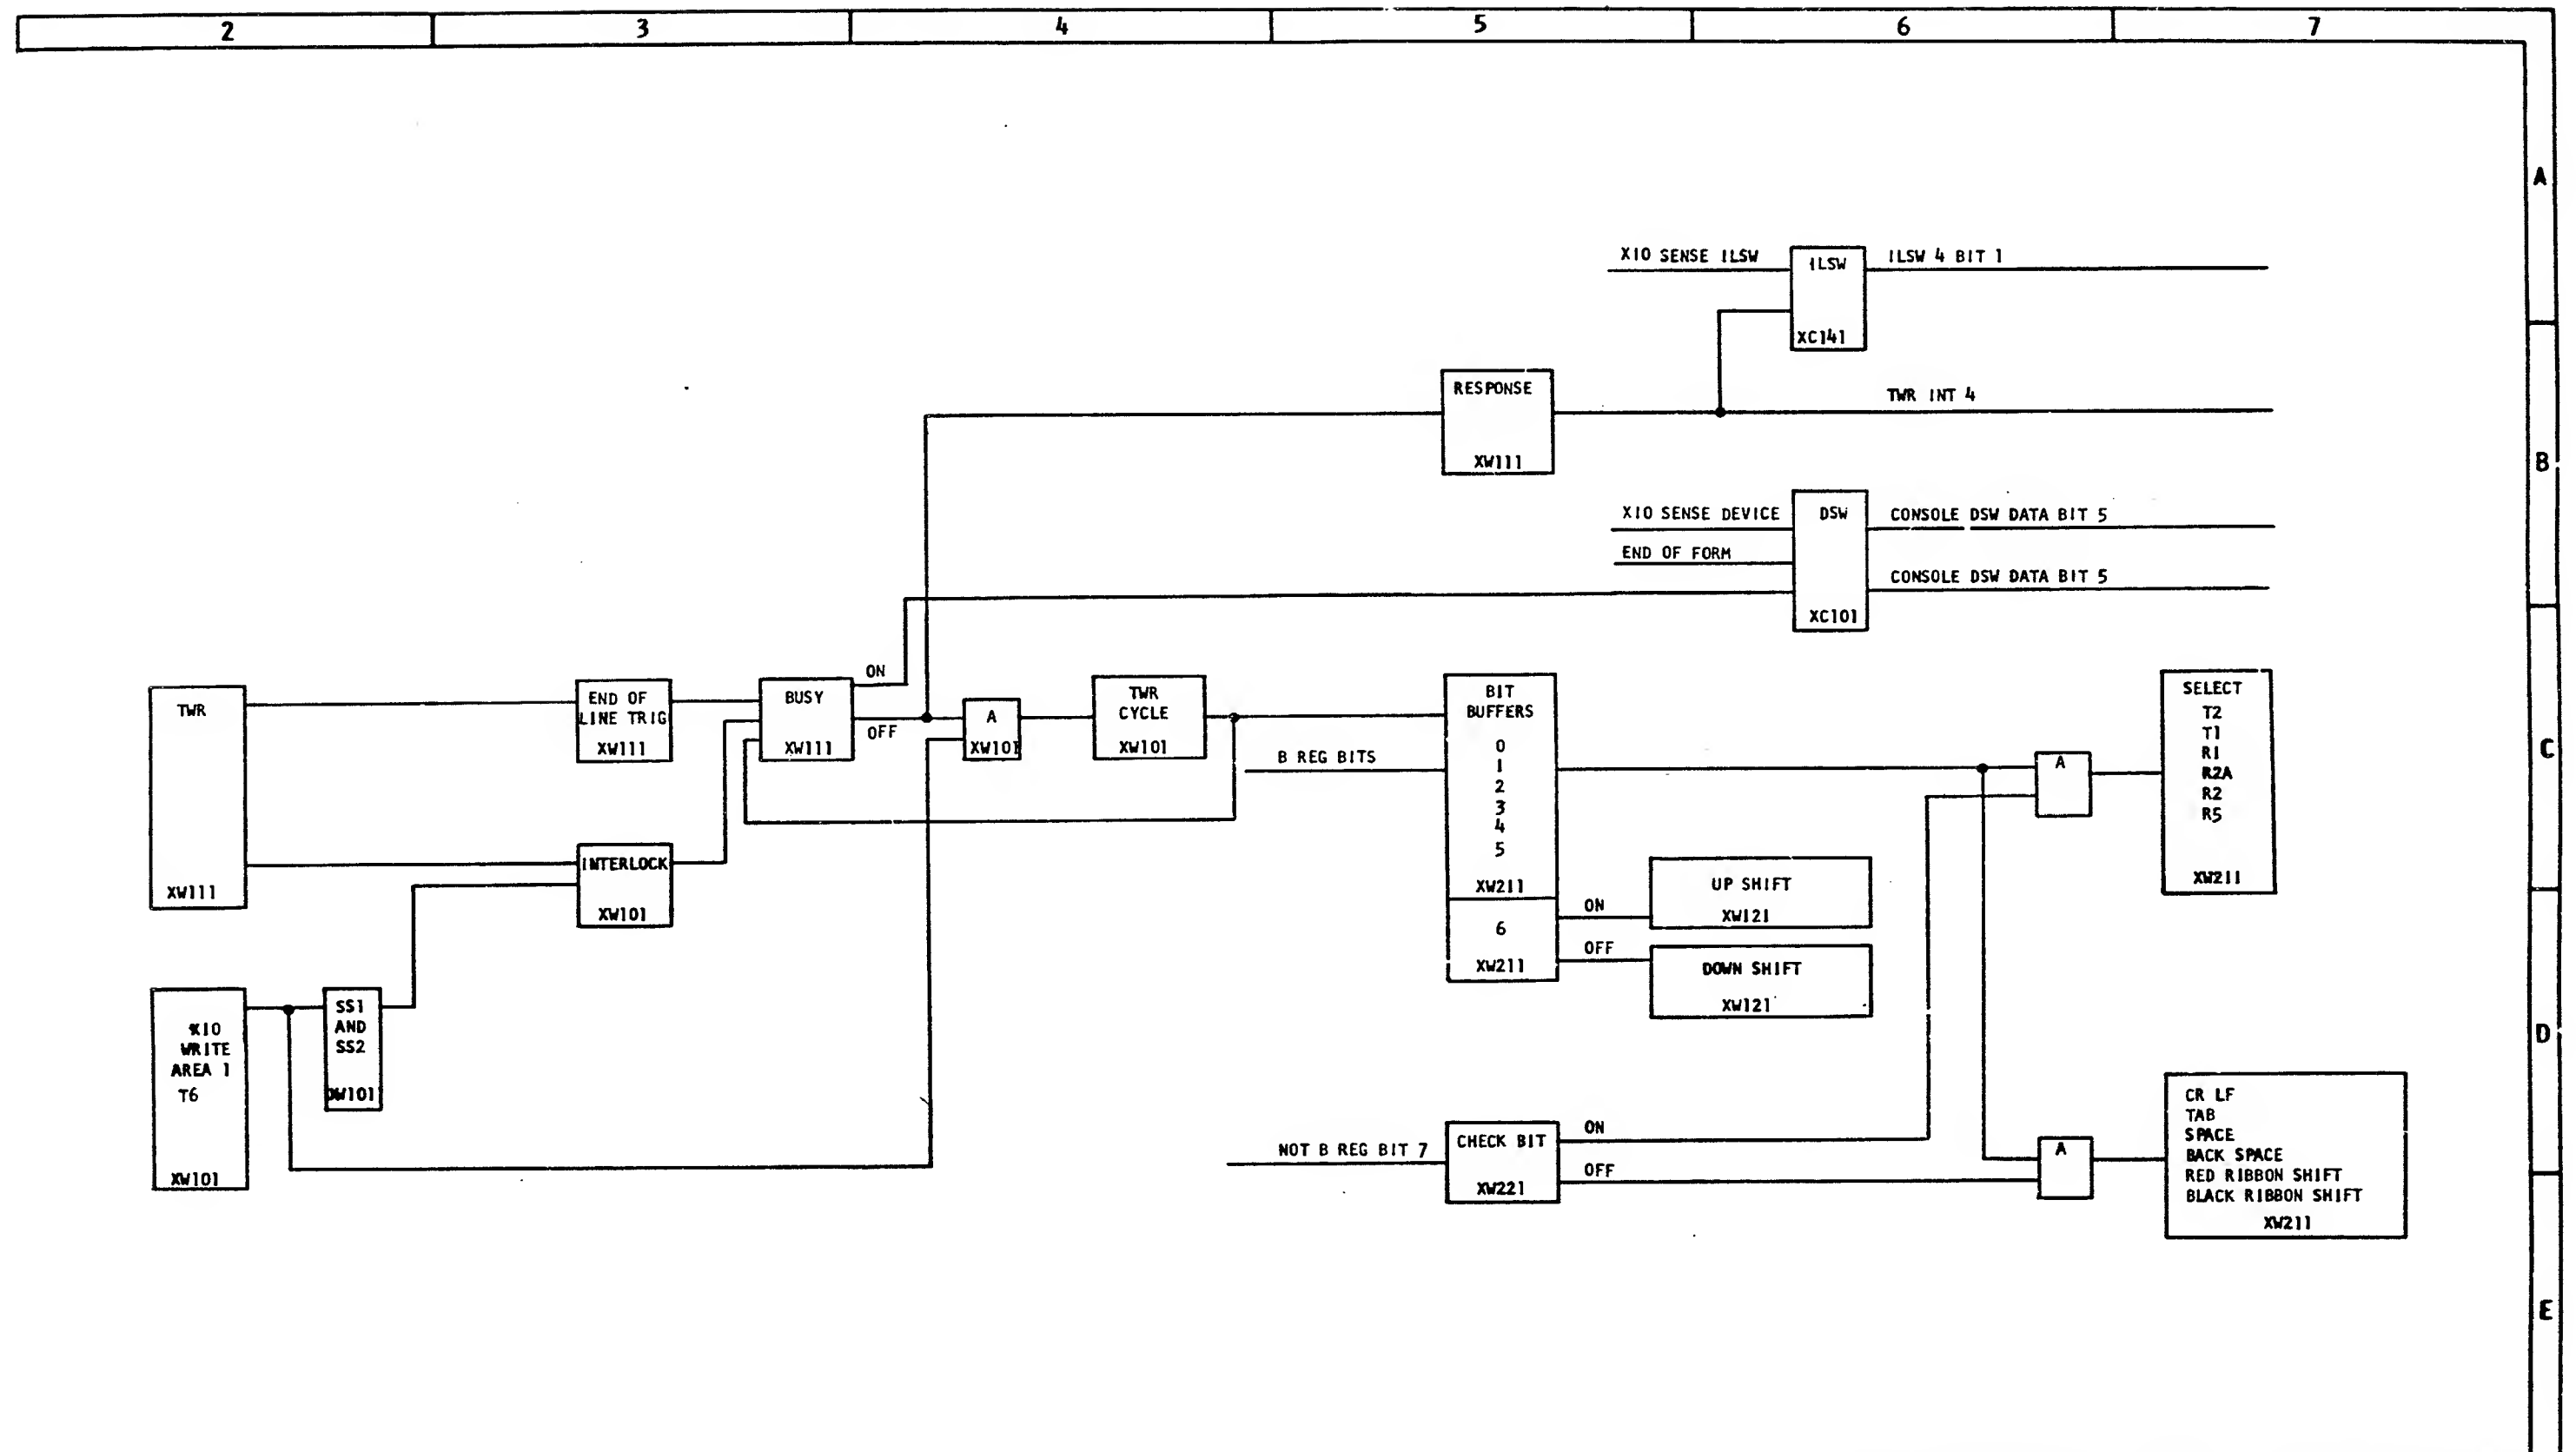 2 3 4 5 6 7
A
B
C
D
E
XIO SENSE ILSW
ILSW
XC141
ILSW 4 BIT 1
RESPONSE
XW111
TWR INT 4
XIO SENSE DEVICE
END OF FORM
DSW
XC101
CONSOLE DSW DATA BIT 5
CONSOLE DSW DATA BIT 5
TWR
XW111
END OF
LINE TRIG
XW111
BUSY
XW111
ON
OFF
A
XW101
TWR
CYCLE
XW101
INTERLOCK
XW101
B REG BITS
BIT
BUFFERS
0
1
2
3
4
5
XW211
6
XW211
ON
OFF
UP SHIFT
XW121
DOWN SHIFT
XW121
A
SELECT
T2
T1
R1
R2A
R2
R5
XW211
XIO
WRITE
AREA 1
T6
XW101
SS1
AND
SS2
XW101
NOT B REG BIT 7
CHECK BIT
XW221
ON
OFF
A
CR LF
TAB
SPACE
BACK SPACE
RED RIBBON SHIFT
BLACK RIBBON SHIFT
XW211